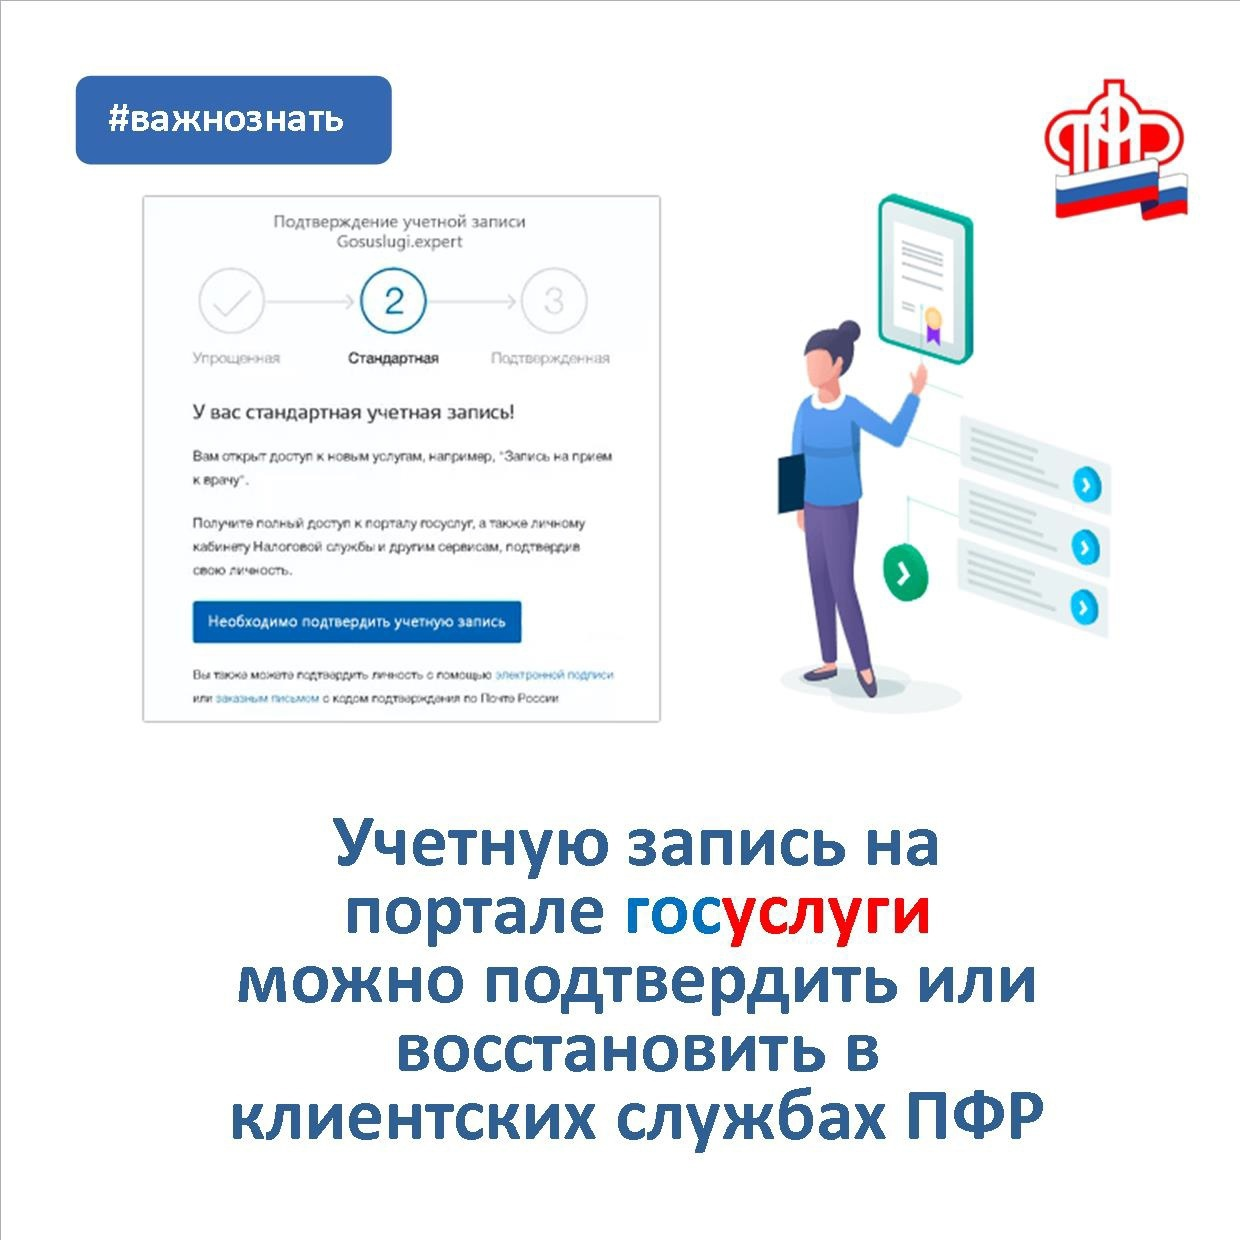 #важнознать
ПФР
Подтверждение учетной записи
Gosuslugi.expert
2
3
Упрощенная
Стандартная
Подтвержденная
У вас стандартная учетная запись!
Вам открыт доступ к новым услугам, например, "Запись на прием
к врачу".
Получите полный доступ к порталу госуслуг, а также личному
кабинету Налоговой службы и другим сервисам, подтвердив
свою личность.
Необходимо подтвердить учетную запись
Вы также можете подтвердить личность с помощью электронной подписи
или заказным письмом с кодом подтверждения по Почте России
Учетную запись на
портале госуслуги
можно подтвердить или
восстановить в
клиентских службах ПФР